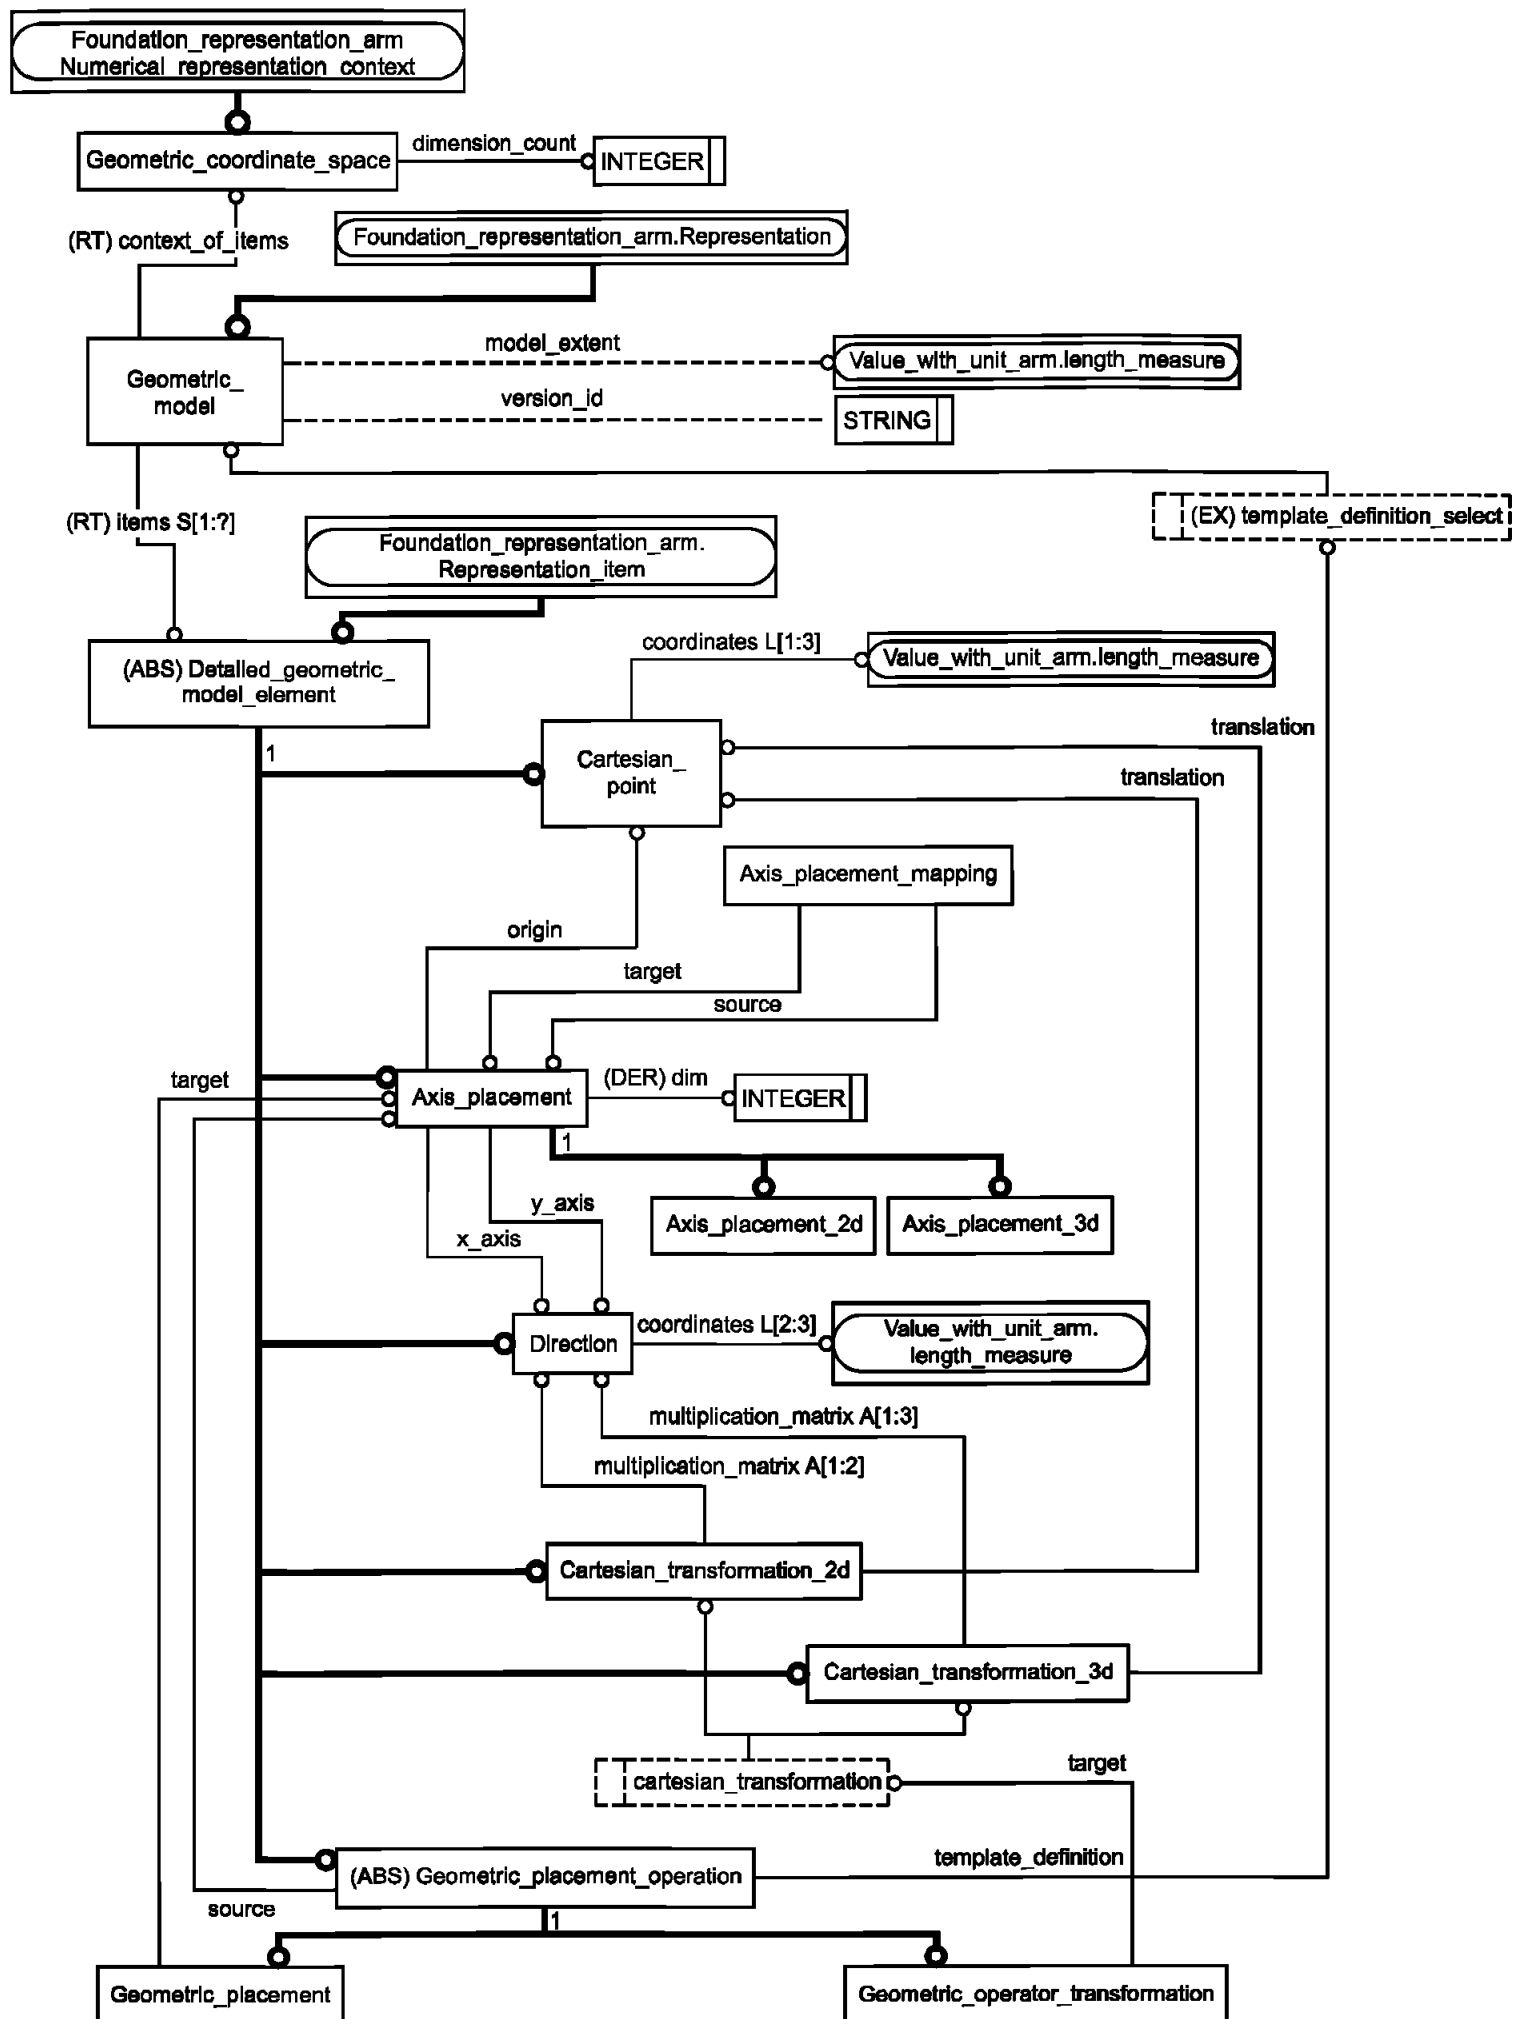 Foundation_representation_arm
Numerical_representation_context
Geometric_coordinate_space
dimension_count
INTEGER
(RT) context_of_items
Foundation_representation_arm.Representation
model_extent
Value_with_unit_arm.length_measure
Geometric_
model
version_id
STRING
(RT) items S[1:?]
(EX) template_definition_select
Foundation_representation_arm.
Representation_item
coordinates L[1:3]
Value_with_unit_arm.length_measure
(ABS) Detailed_geometric_
model_element
translation
1
Cartesian_
point
translation
Axis_placement_mapping
origin
target
source
target
(DER) dim
Axis_placement
INTEGER
1
y_axis
x_axis
Axis_placement_2d
Axis_placement_3d
coordinates L[2:3]
Direction
Value_with_unit_arm.
length_measure
multiplication_matrix A[1:3]
multiplication_matrix A[1:2]
Cartesian_transformation_2d
Cartesian_transformation_3d
cartesian_transformation
target
template_definition
(ABS) Geometric_placement_operation
source
1
Geometric_placement
Geometric_operator_transformation